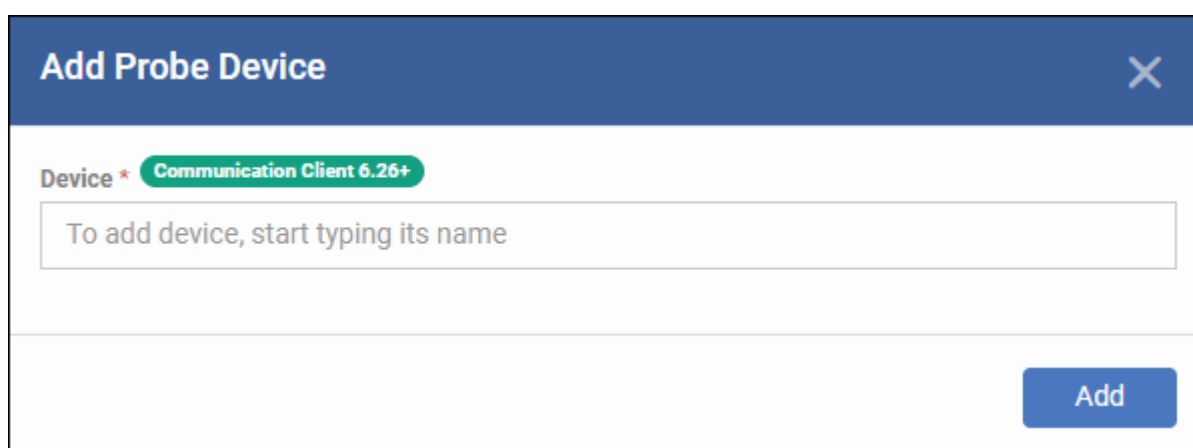 Add Probe Device
Device * Communication Client 6.26+
To add device, start typing its name
Add